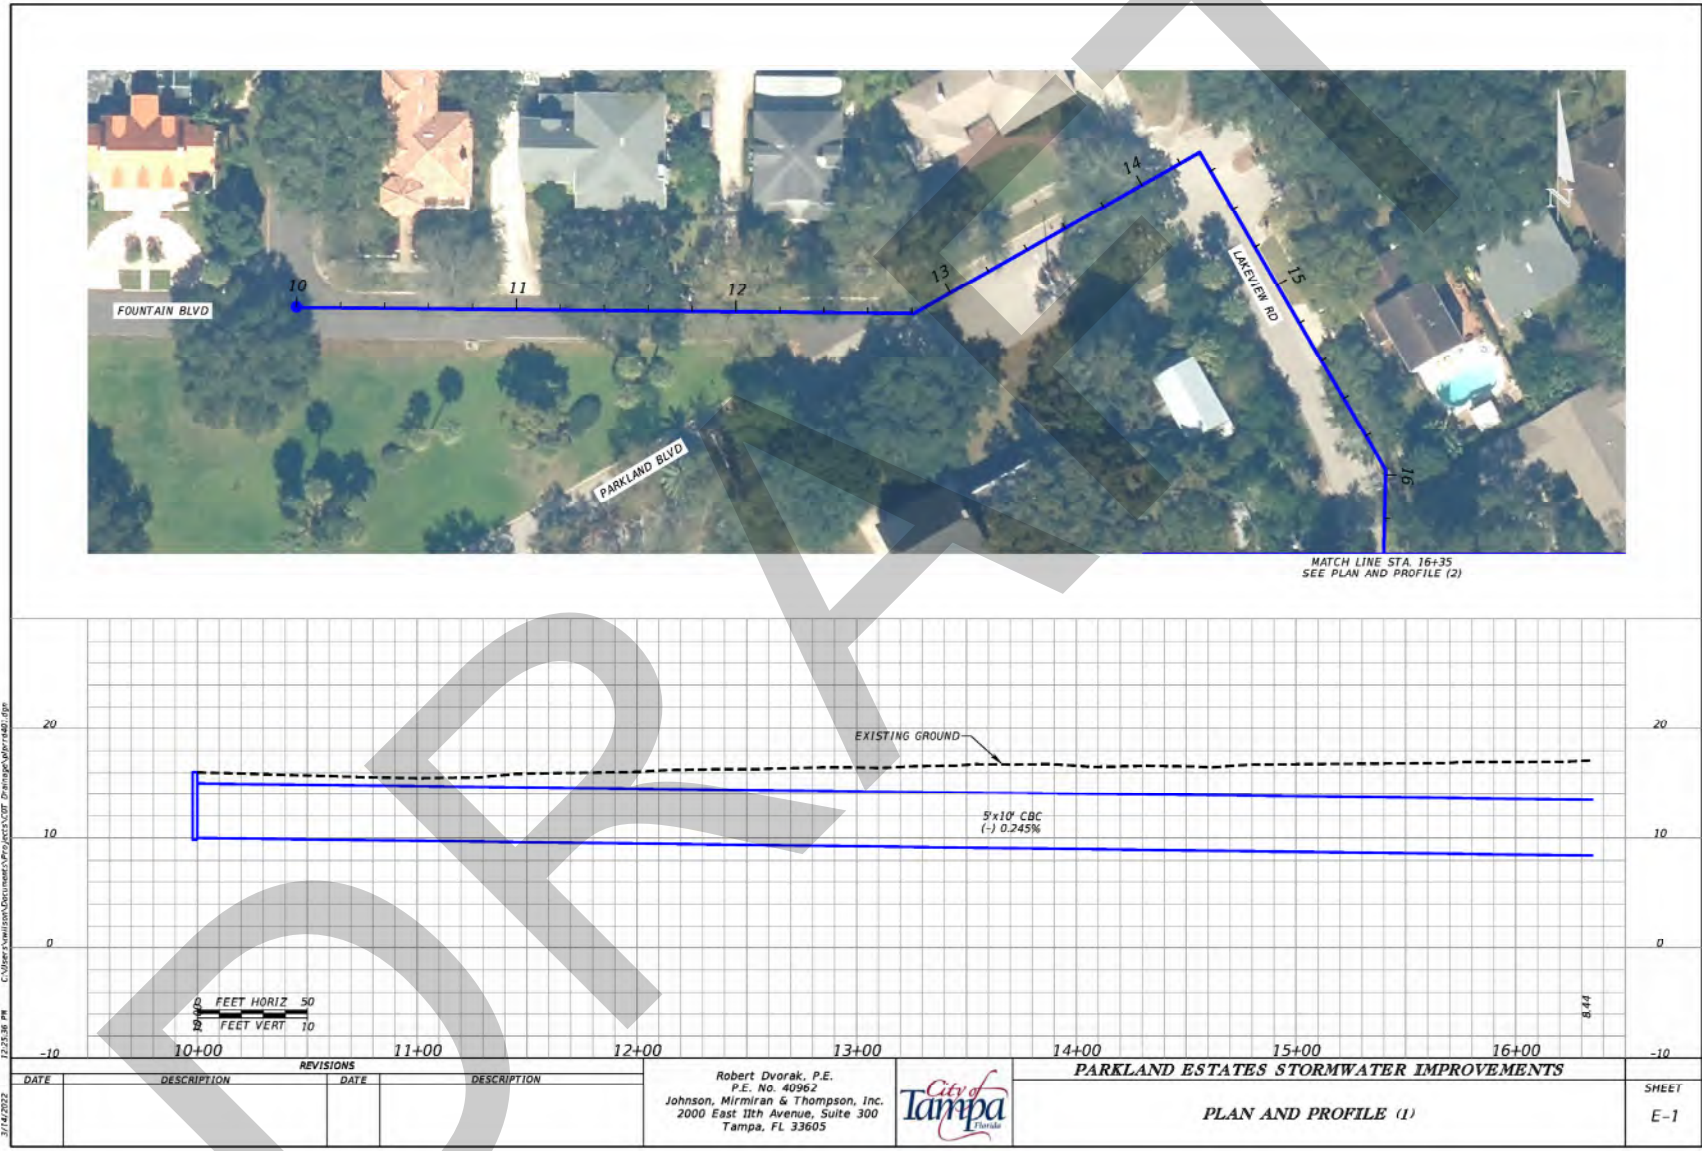 10
11
12
13
14
15
16
FOUNTAIN BLVD
PARKLAND BLVD
LAKEVIEW RD
N
MATCH LINE STA. 16+35
SEE PLAN AND PROFILE (2)
DRAFT
20
20
EXISTING GROUND
5'x10' CBC
(-) 0.245%
10
10
0
0
8.44
0 FEET HORIZ 50
FEET VERT 10
-10
10+00
11+00
12+00
13+00
14+00
15+00
16+00
-10
REVISIONS
DATE
DESCRIPTION
DATE
DESCRIPTION
Robert Dvorak, P.E.
P.E. No. 40962
Johnson, Mirmiran & Thompson, Inc.
2000 East 11th Avenue, Suite 300
Tampa, FL 33605
City of
Tampa
Florida
PARKLAND ESTATES STORMWATER IMPROVEMENTS
PLAN AND PROFILE (1)
SHEET
E-1
3/14/2022
12:25:36 PM